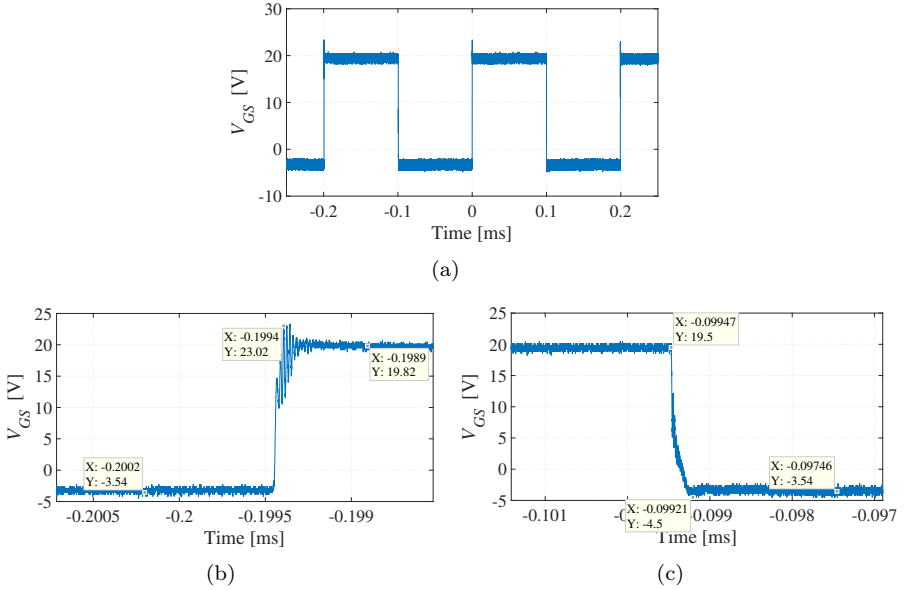 30
20
10
0
-10
V_GS [V]
-0.2 -0.1 0 0.1 0.2
Time [ms]
(a)
25
20
15
10
5
0
-5
V_GS [V]
X: -0.1994
Y: 23.02
X: -0.1989
Y: 19.82
X: -0.2002
Y: -3.54
-0.2005 -0.2 -0.1995 -0.199
Time [ms]
(b)
25
20
15
10
5
0
-5
V_GS [V]
X: -0.09947
Y: 19.5
X: -0.09746
Y: -3.54
X: -0.09921
Y: -4.5
-0.101 -0.099 -0.098 -0.097
Time [ms]
(c)